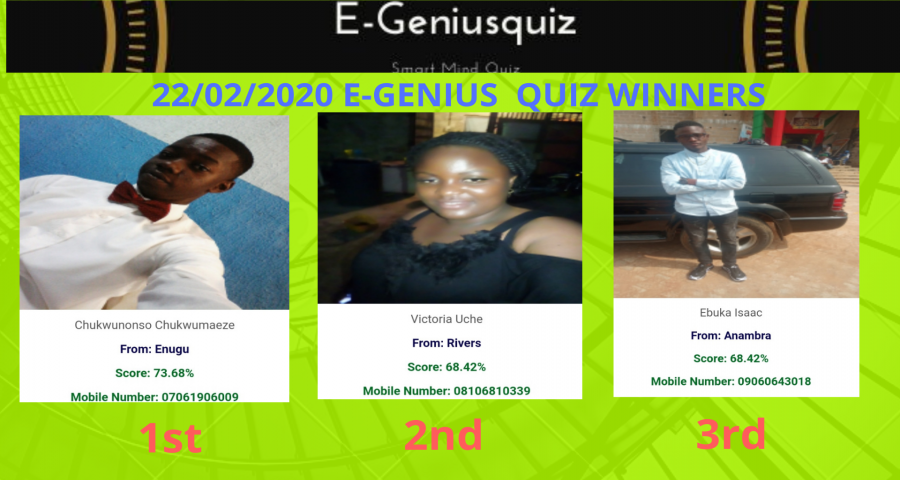 E-Geniusquiz
Smart Mind Quiz
22/02/2020 E-GENIUS QUIZ WINNERS
Chukwunonso Chukwumaeze
From: Enugu
Score: 73.68%
Mobile Number: 07061906009
1st
Victoria Uche
From: Rivers
Score: 68.42%
Mobile Number: 08106810339
2nd
Ebuka Isaac
From: Anambra
Score: 68.42%
Mobile Number: 09060643018
3rd